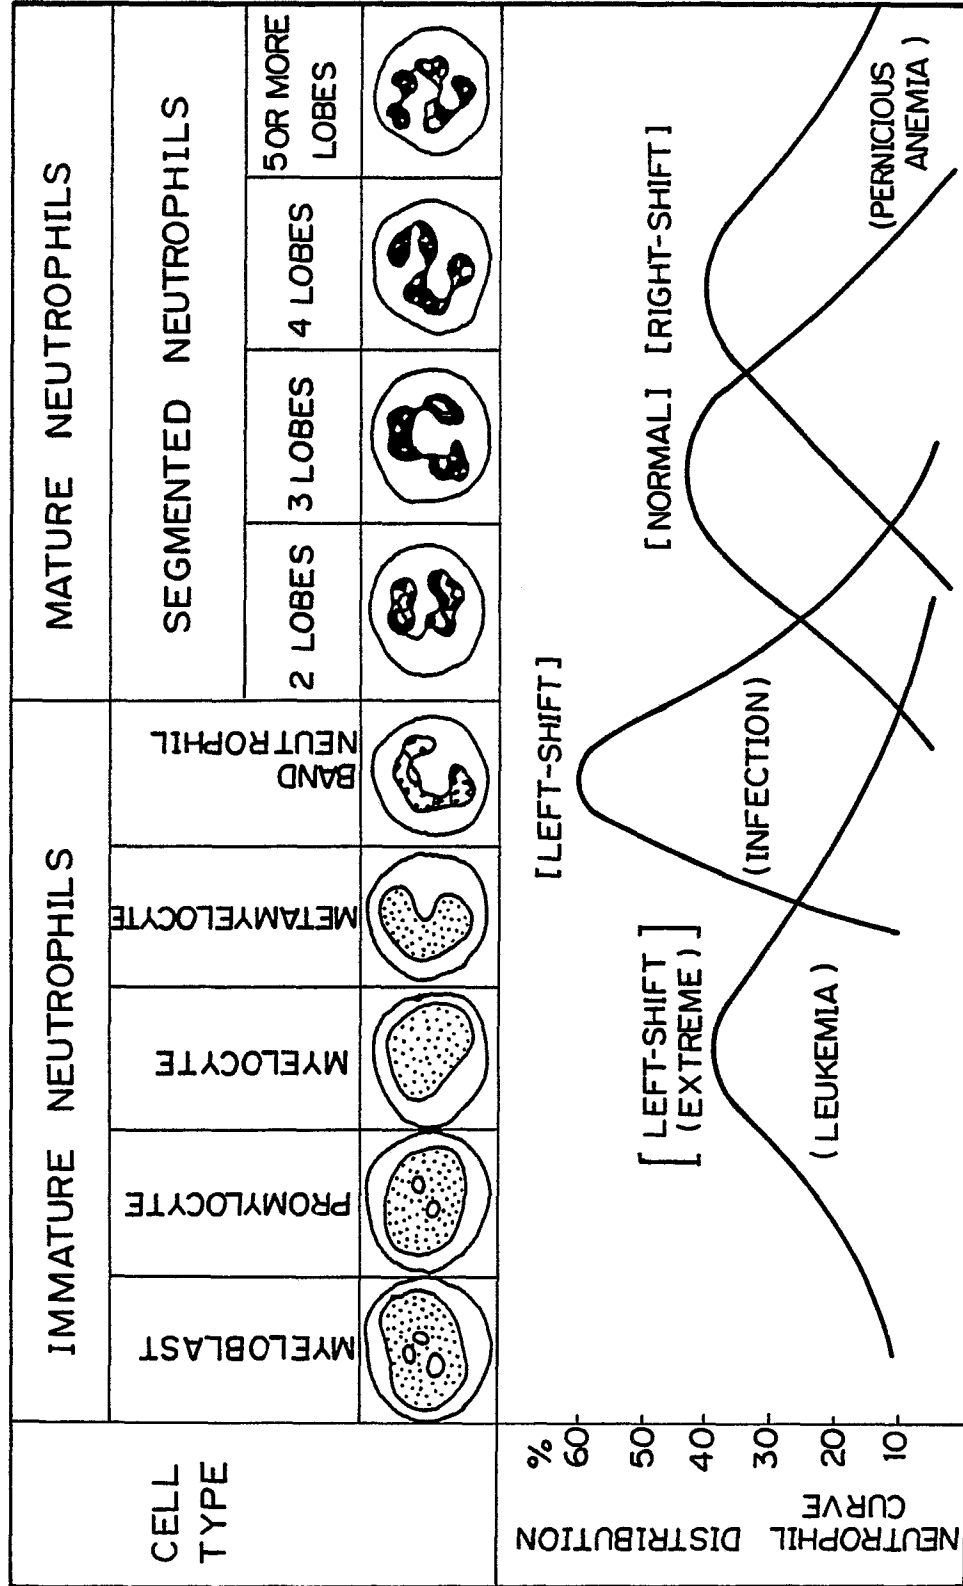 CELL
TYPE
IMMATURE NEUTROPHILS
MATURE NEUTROPHILS
SEGMENTED NEUTROPHILS
MYELOBLAST
PROMYLOCYTE
MYELOCYTE
METAMYELOCYTE
BAND
NEUTROPHIL
2 LOBES
3 LOBES
4 LOBES
5 OR MORE
LOBES
NEUTROPHIL DISTRIBUTION
CURVE
%
60
50
40
30
20
10
[LEFT-SHIFT
(EXTREME)]
(LEUKEMIA)
[LEFT-SHIFT]
(INFECTION)
[NORMAL]
[RIGHT-SHIFT]
(PERNICIOUS
ANEMIA)